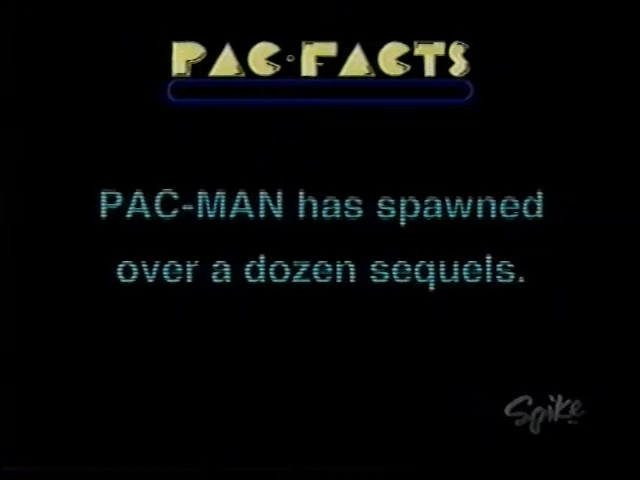 PAC·FACTS
PAC-MAN has spawned
over a dozen sequels.
Spike